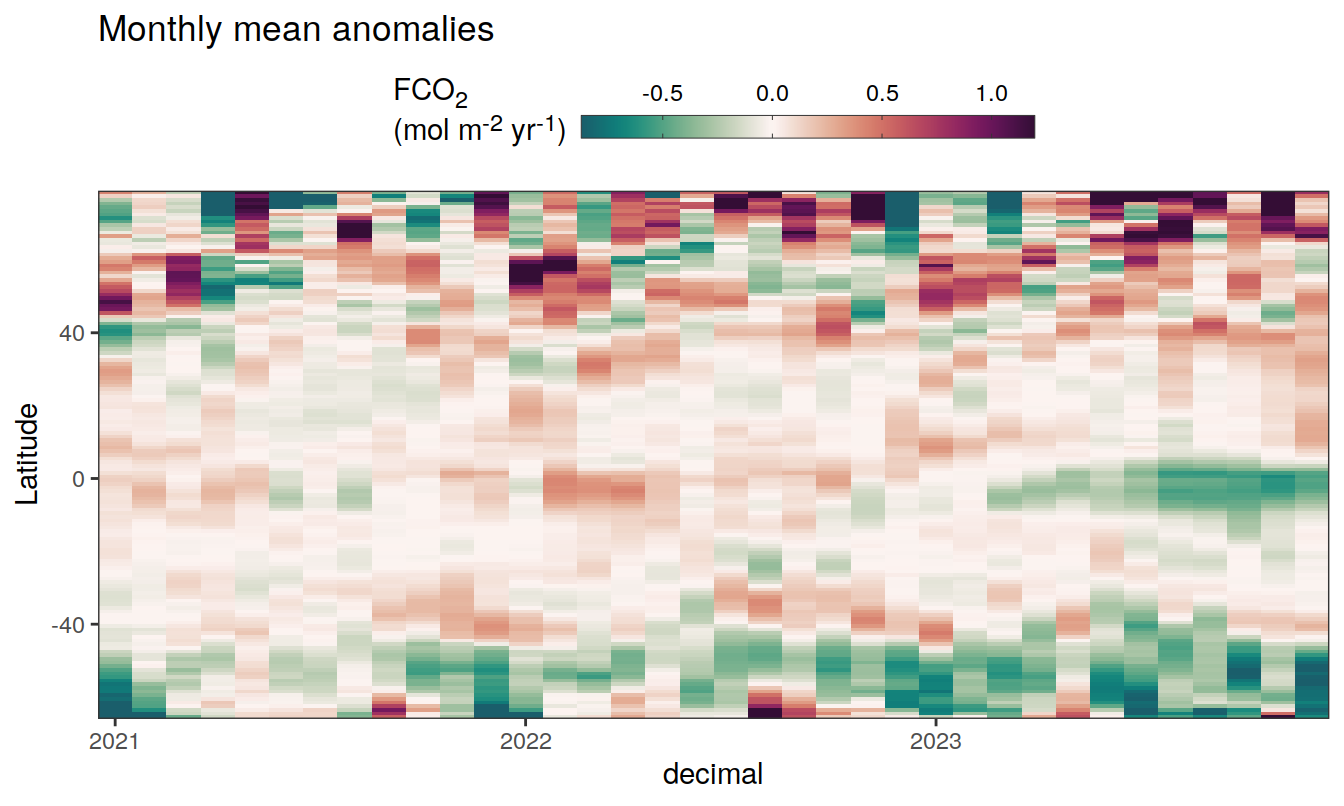 Monthly mean anomalies
FCO₂
(mol m⁻² yr⁻¹)
-0.5 0.0 0.5 1.0
Latitude
40
0
-40
2021 2022 2023
decimal